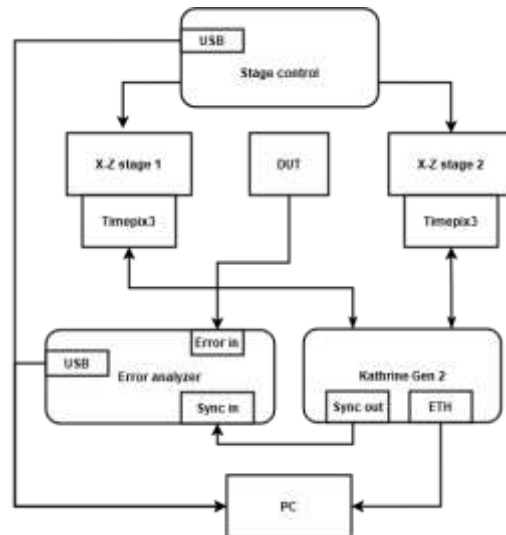 USB
Stage control
X-Z stage 1
DUT
X-Z stage 2
Timepix3
Timepix3
Error in
USB
Error analyzer
Kathrine Gen 2
Sync in
Sync out
ETH
PC